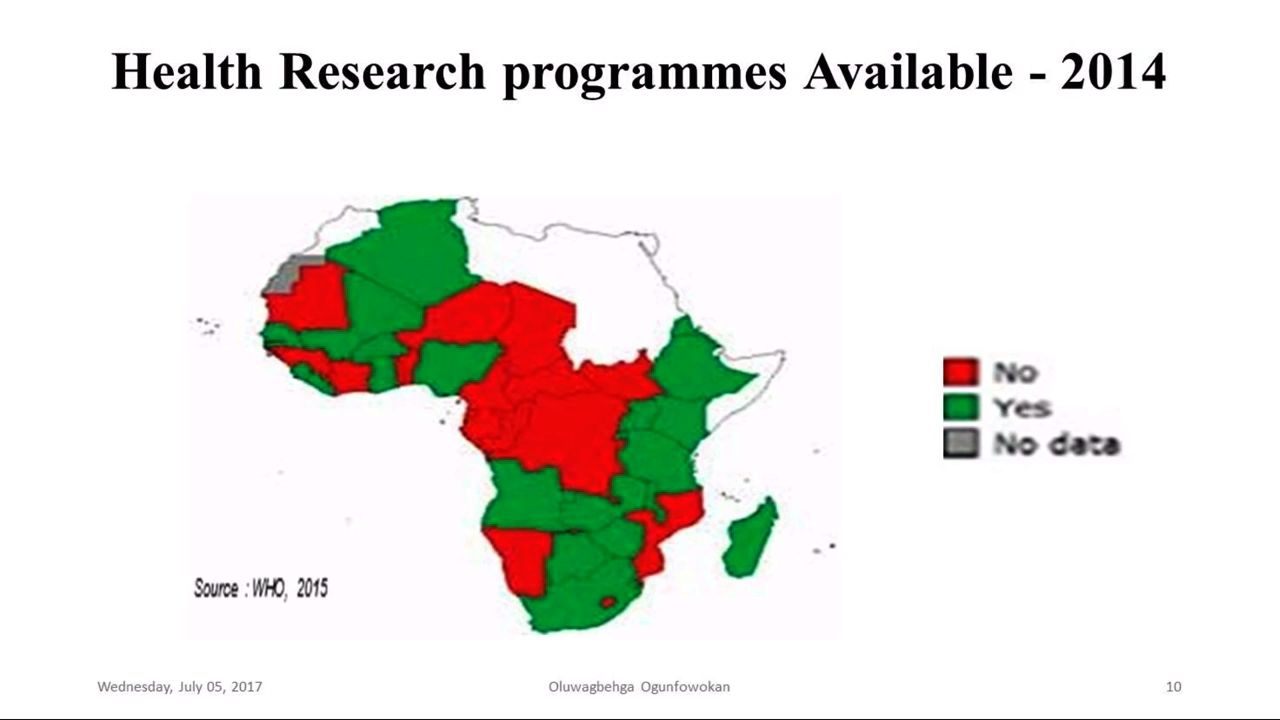 Health Research programmes Available - 2014
No
Yes
No data
Source : WHO, 2015
Wednesday, July 05, 2017
Oluwagbehga Ogunfowokan
10